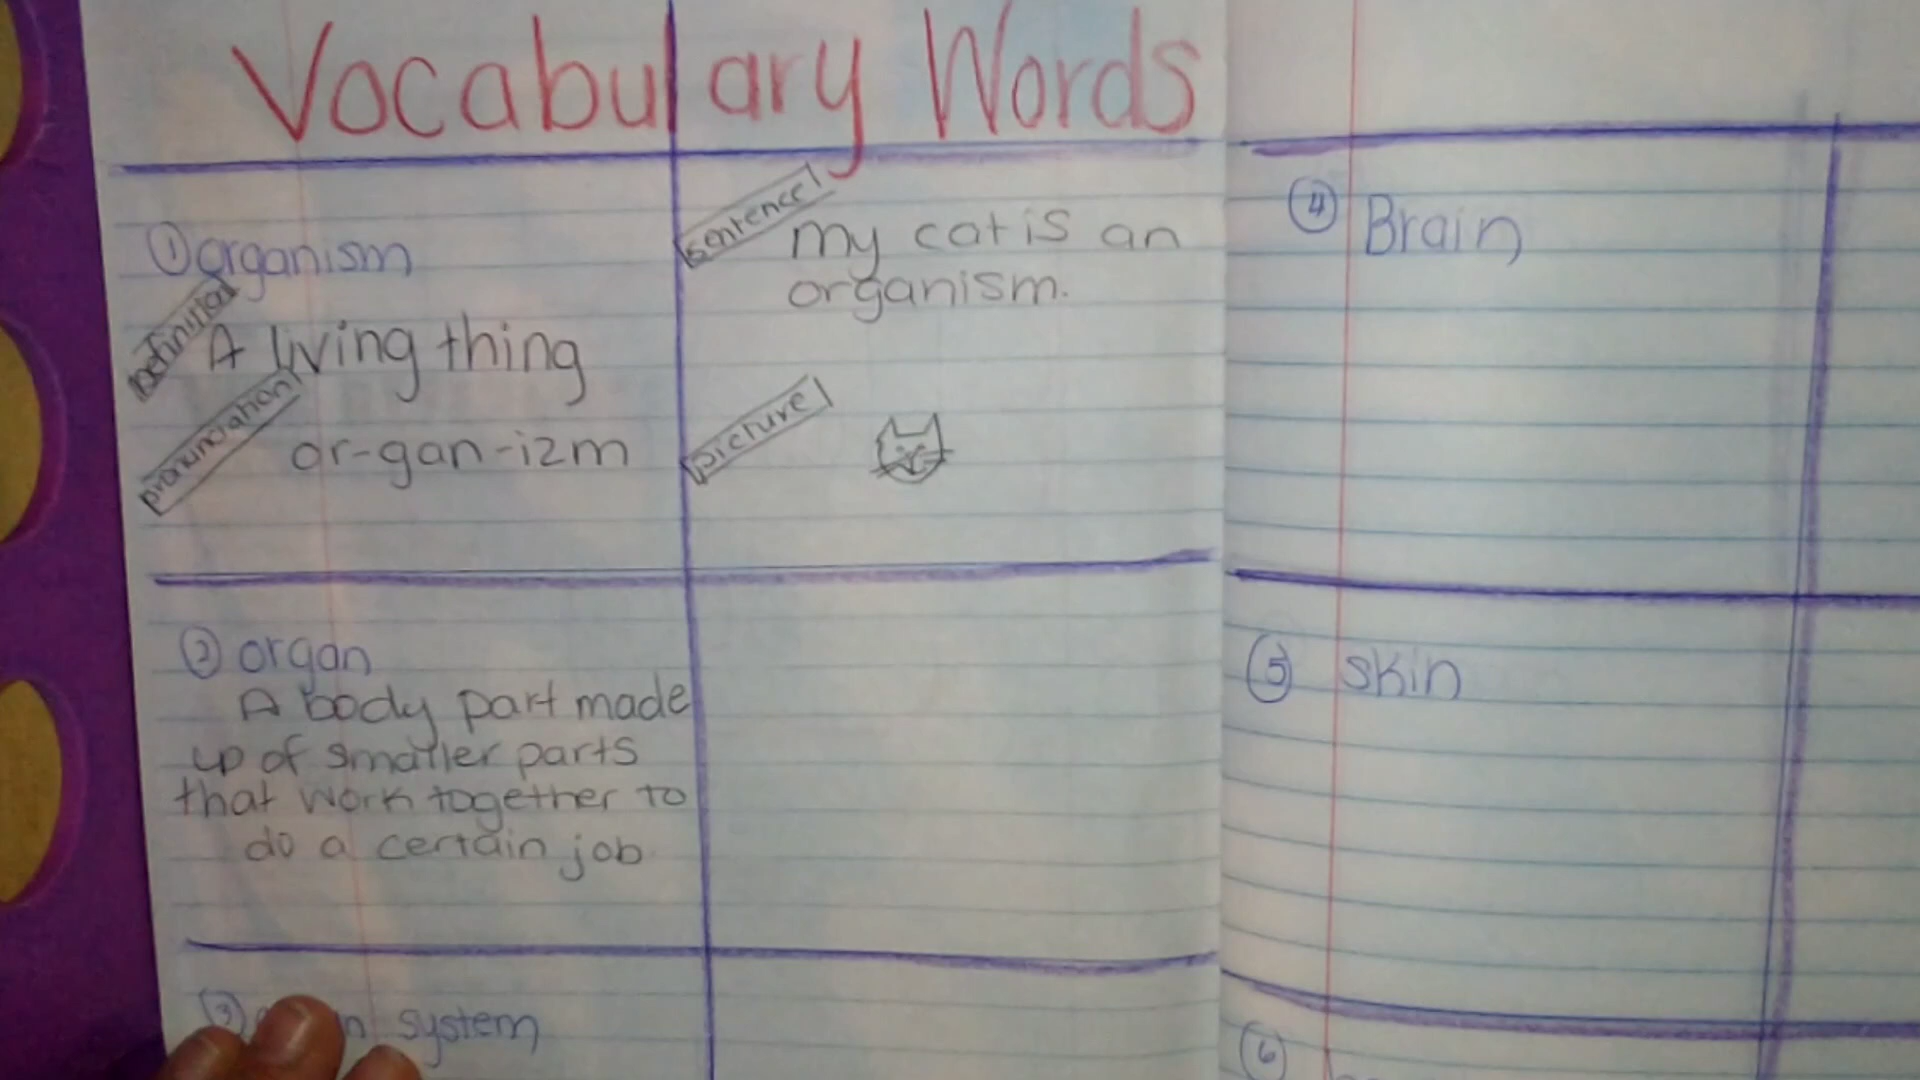 Vocabulary Words
① organism
Definition
A living thing
pronunciation
or-gan-izm
sentence
my cat is an
organism.
picture
② organ
A body part made
up of smaller parts
that work together to
do a certain job
③ system
④ Brain
⑤ skin
⑥